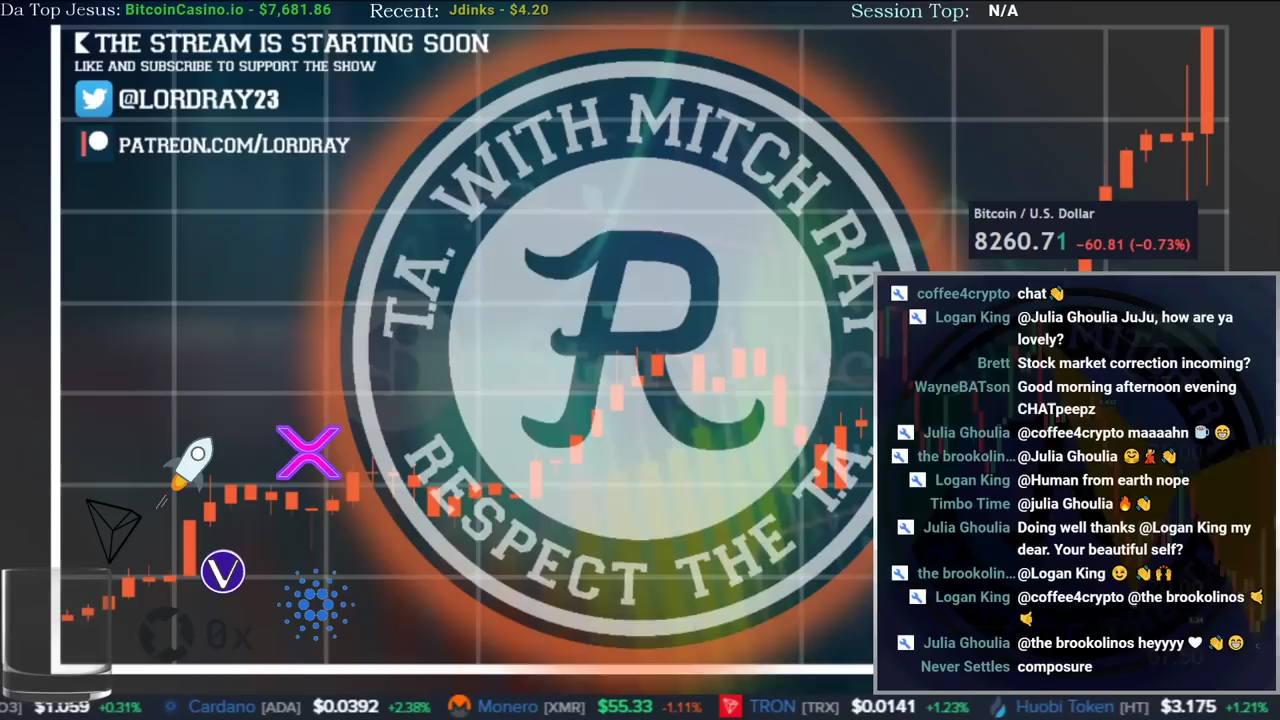 Da Top Jesus: BitcoinCasino.io - $7,681.86
Recent: Jdinks - $4.20
Session Top: N/A
THE STREAM IS STARTING SOON
LIKE AND SUBSCRIBE TO SUPPORT THE SHOW
@LORDRAY23
PATREON.COM/LORDRAY
T.A. WITH MITCH RAY
R
RESPECT THE T.A.
Bitcoin / U.S. Dollar
8260.71 −60.81 (−0.73%)
coffee4crypto chat
Logan King @Julia Ghoulia JuJu, how are ya
lovely?
Brett Stock market correction incoming?
WayneBATson Good morning afternoon evening
CHATpeepz
Julia Ghoulia @coffee4crypto maaaahn
the brookolin... @Julia Ghoulia
Logan King @Human from earth nope
Timbo Time @julia Ghoulia
Julia Ghoulia Doing well thanks @Logan King my
dear. Your beautiful self?
the brookolin... @Logan King
Logan King @coffee4crypto @the brookolinos
Julia Ghoulia @the brookolinos heyyyy
Never Settles composure
V
0x
O3] $1.059 +0.31% Cardano [ADA] $0.0392 +2.38% Monero [XMR] $55.33 -1.11% TRON [TRX] $0.0141 +1.23% Huobi Token [HT] $3.175 +1.21%